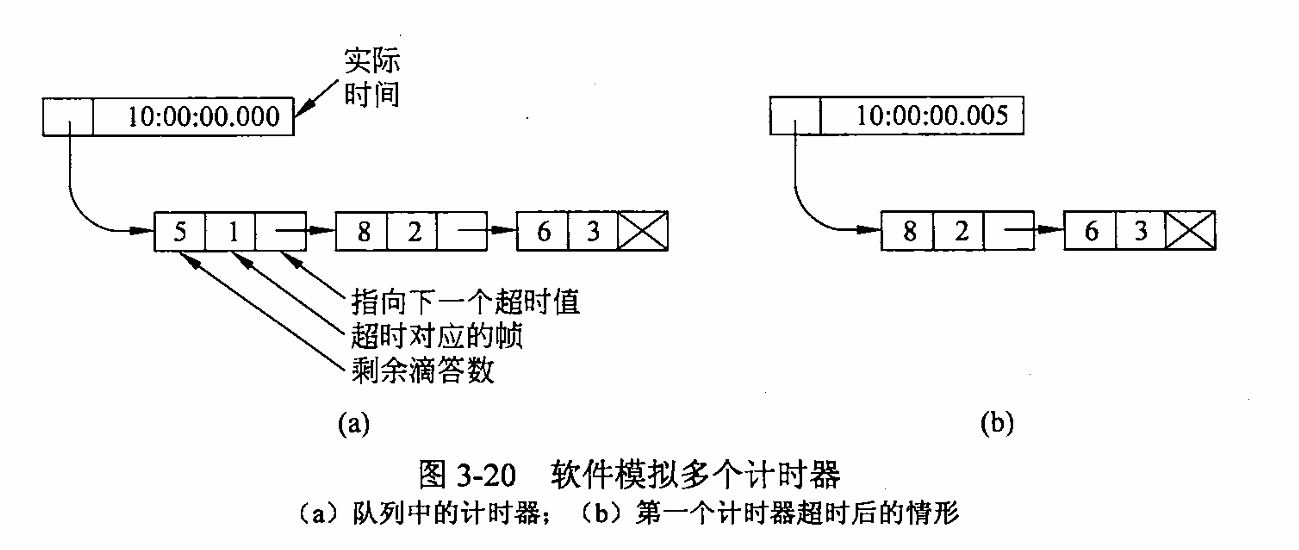 实际
时间
10:00:00.000
10:00:00.005
5 1 8 2 6 3
8 2 6 3
指向下一个超时值
超时对应的帧
剩余滴答数
(a)
(b)
图 3-20 软件模拟多个计时器
（a）队列中的计时器；（b）第一个计时器超时后的情形